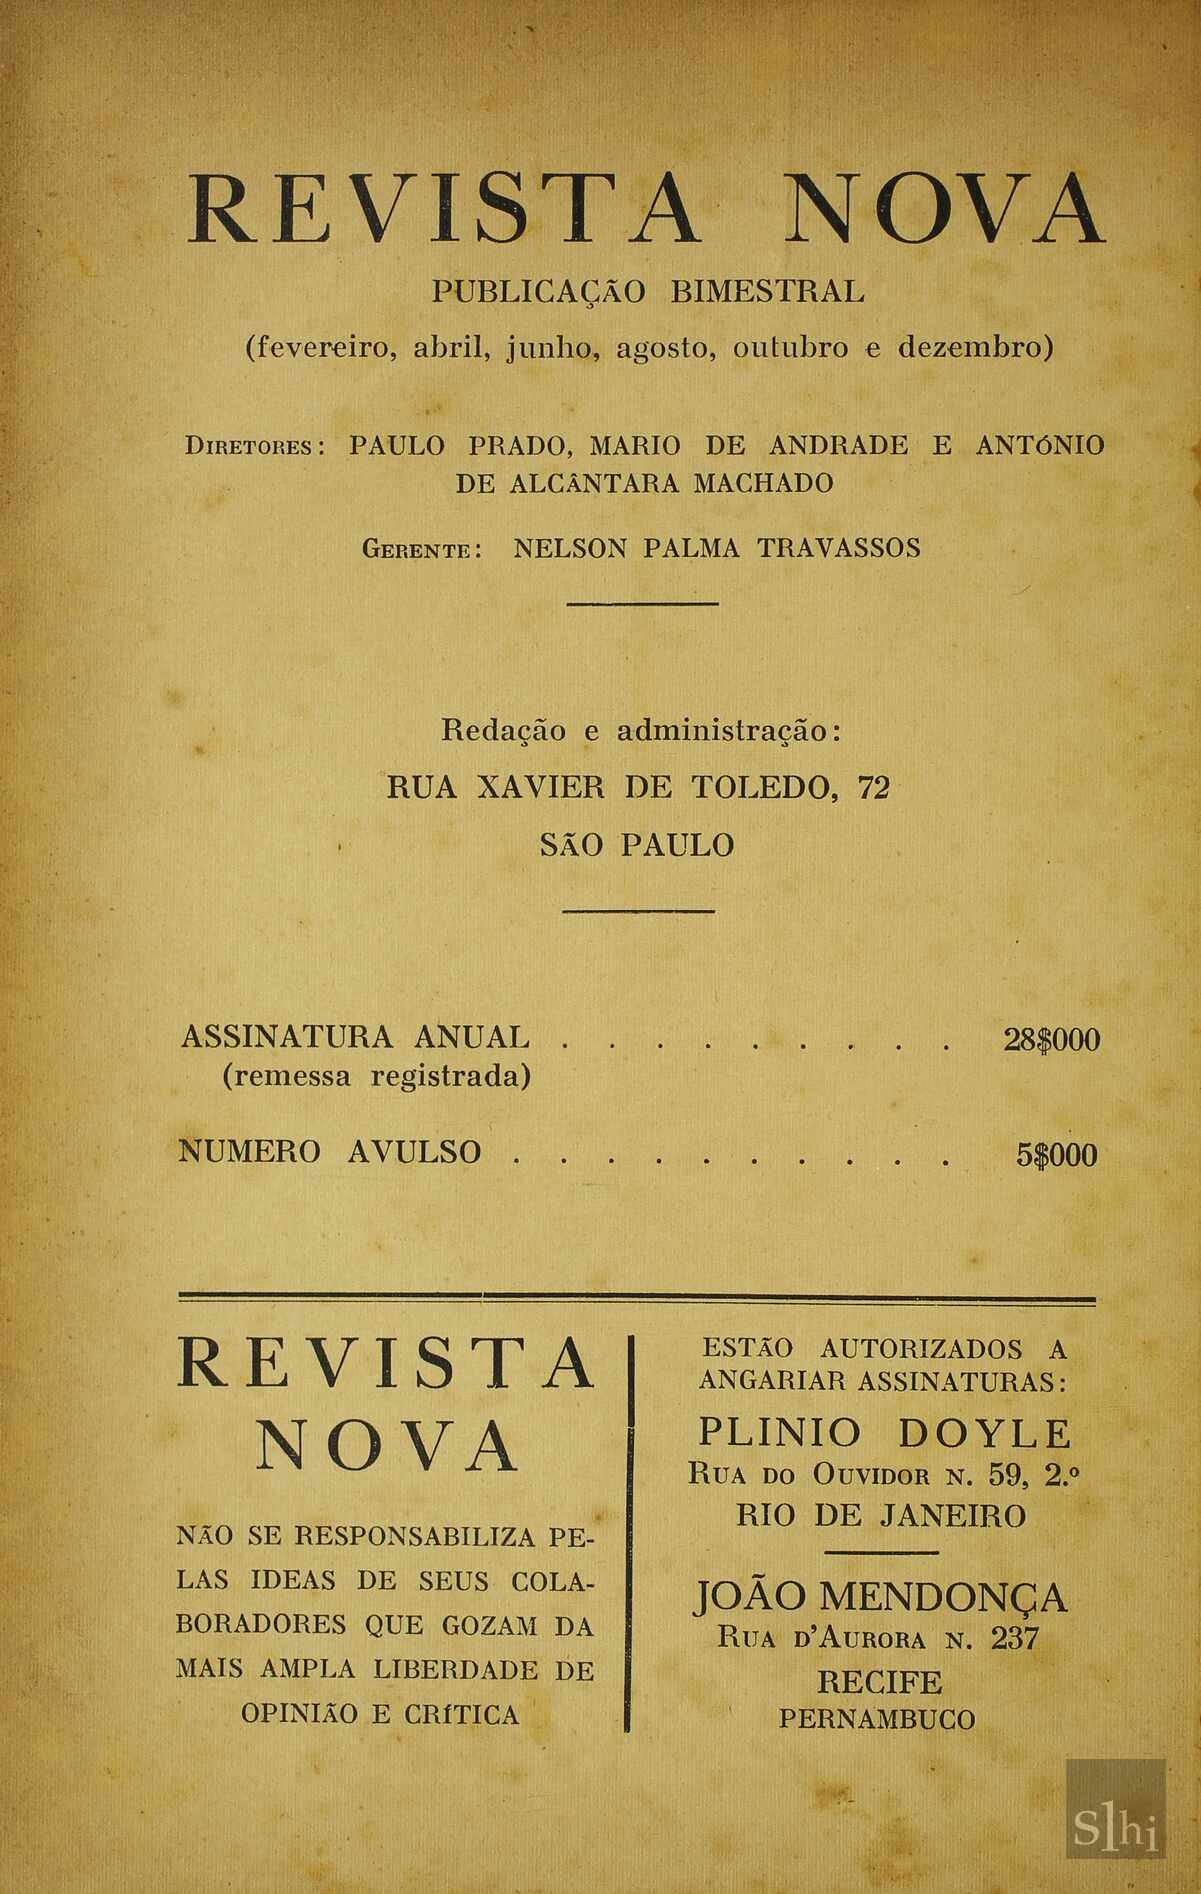 REVISTA NOVA
PUBLICAÇÃO BIMESTRAL
(fevereiro, abril, junho, agosto, outubro e dezembro)
DIRETORES: PAULO PRADO, MARIO DE ANDRADE E ANTÓNIO
DE ALCÂNTARA MACHADO
GERENTE: NELSON PALMA TRAVASSOS
Redação e administração:
RUA XAVIER DE TOLEDO, 72
SÃO PAULO
ASSINATURA ANUAL . . . . . . . . . 28$000
(remessa registrada)
NUMERO AVULSO . . . . . . . . . . 5$000
REVISTA
NOVA
NÃO SE RESPONSABILIZA PE-
LAS IDEAS DE SEUS COLA-
BORADORES QUE GOZAM DA
MAIS AMPLA LIBERDADE DE
OPINIÃO E CRÍTICA
ESTÃO AUTORIZADOS A
ANGARIAR ASSINATURAS:
PLINIO DOYLE
RUA DO OUVIDOR N. 59, 2.º
RIO DE JANEIRO
JOÃO MENDONÇA
RUA D'AURORA N. 237
RECIFE
PERNAMBUCO
slhi